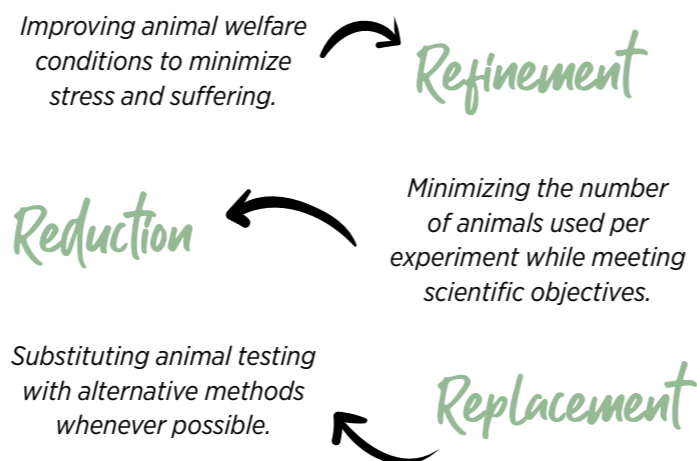 Improving animal welfare
conditions to minimize
stress and suffering.
Refinement
Reduction
Minimizing the number
of animals used per
experiment while meeting
scientific objectives.
Substituting animal testing
with alternative methods
whenever possible.
Replacement